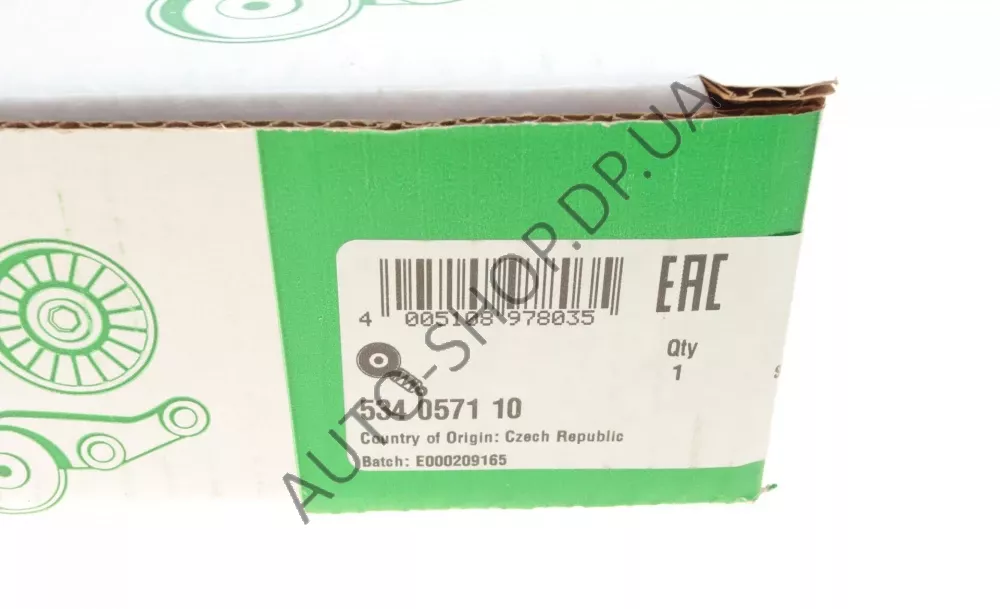 EAC
4 005108 978035
Qty
1
534 0571 10
Country of Origin: Czech Republic
Batch: E000209165
AUTO-SHOP.DP.UA